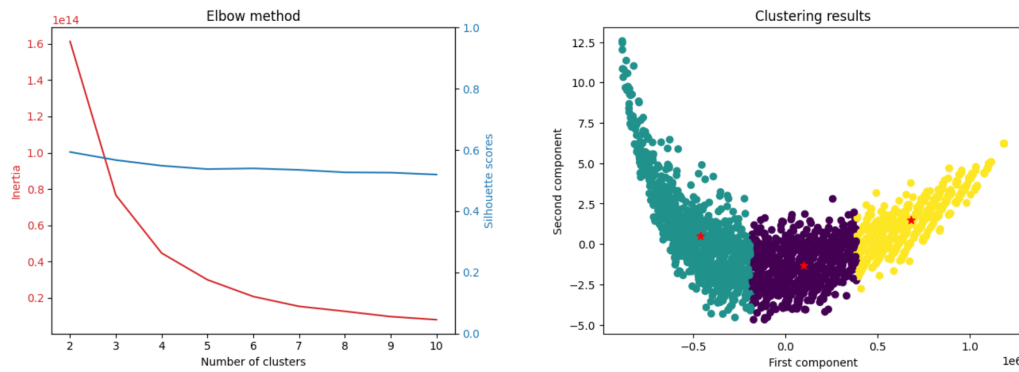 Elbow method
1e14
1.6
1.4
1.2
1.0
0.8
0.6
0.4
0.2
Inertia
2 3 4 5 6 7 8 9 10
Number of clusters
1.0
0.8
0.6
0.4
0.2
0.0
Silhouette scores
Clustering results
12.5
10.0
7.5
5.0
2.5
0.0
−2.5
−5.0
Second component
−0.5 0.0 0.5 1.0
1e6
First component